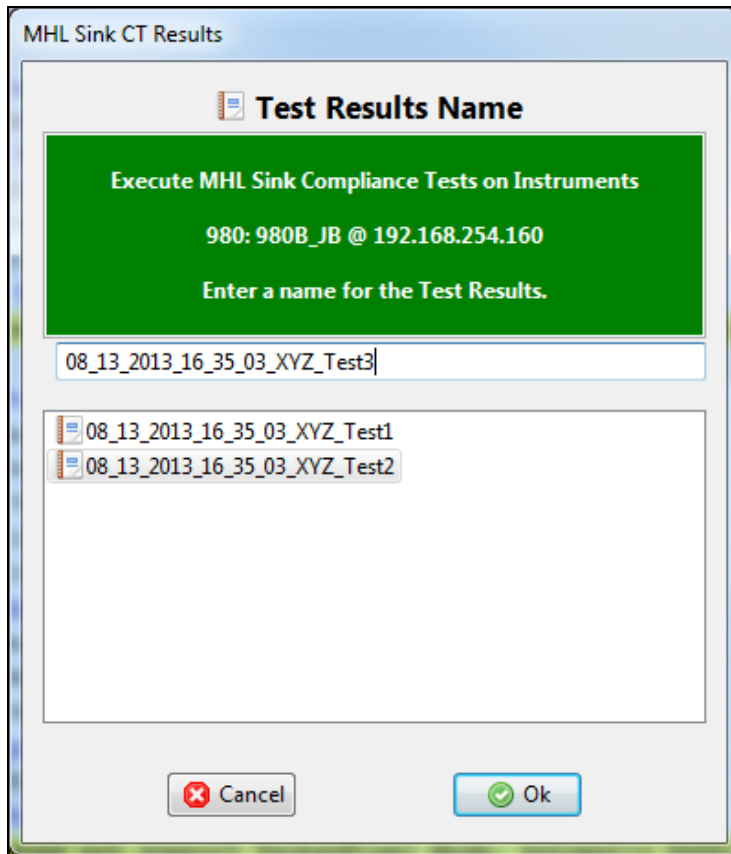 MHL Sink CT Results
Test Results Name
Execute MHL Sink Compliance Tests on Instruments
980: 980B_JB @ 192.168.254.160
Enter a name for the Test Results.
08_13_2013_16_35_03_XYZ_Test3
08_13_2013_16_35_03_XYZ_Test1
08_13_2013_16_35_03_XYZ_Test2
Cancel Ok